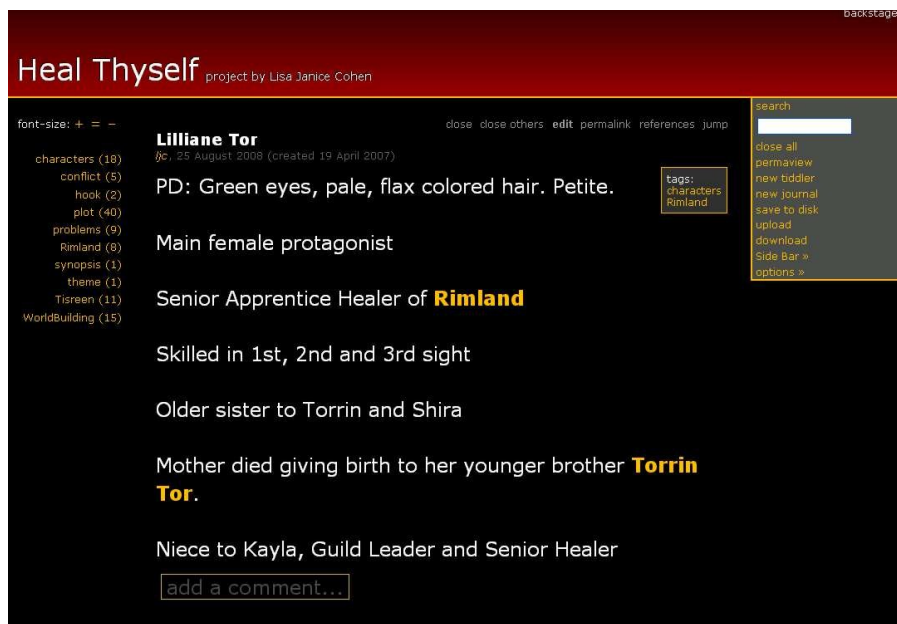 backstage
Heal Thyself project by Lisa Janice Cohen
font-size: + = -
characters (18)
conflict (5)
hook (2)
plot (40)
problems (9)
Rimland (8)
synopsis (1)
theme (1)
Tisreen (11)
WorldBuilding (15)
close close others edit permalink references jump
Lilliane Tor
ljc, 25 August 2008 (created 19 April 2007)
tags:
characters
Rimland
PD: Green eyes, pale, flax colored hair. Petite.
Main female protagonist
Senior Apprentice Healer of Rimland
Skilled in 1st, 2nd and 3rd sight
Older sister to Torrin and Shira
Mother died giving birth to her younger brother Torrin
Tor.
Niece to Kayla, Guild Leader and Senior Healer
add a comment...
search
close all
permaview
new tiddler
new journal
save to disk
upload
download
Side Bar »
options »